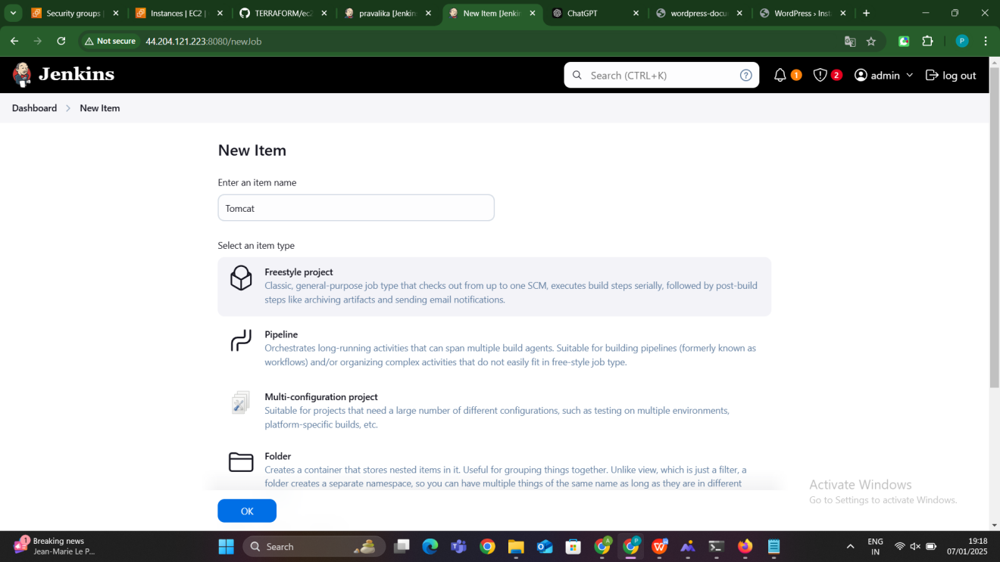 Security groups
Instances | EC2 |
TERRAFORM/ec2
pravalika [Jenkin
New Item [Jenki
ChatGPT
wordpress-docu
WordPress › Inst
Not secure
44.204.121.223:8080/newJob
Jenkins
Search (CTRL+K)
?
1
2
admin
log out
Dashboard
New Item
New Item
Enter an item name
Tomcat
Select an item type
Freestyle project
Classic, general-purpose job type that checks out from up to one SCM, executes build steps serially, followed by post-build
steps like archiving artifacts and sending email notifications.
Pipeline
Orchestrates long-running activities that can span multiple build agents. Suitable for building pipelines (formerly known as
workflows) and/or organizing complex activities that do not easily fit in free-style job type.
Multi-configuration project
Suitable for projects that need a large number of different configurations, such as testing on multiple environments,
platform-specific builds, etc.
Folder
Creates a container that stores nested items in it. Useful for grouping things together. Unlike view, which is just a filter, a
folder creates a separate namespace, so you can have multiple things of the same name as long as they are in different
OK
Activate Windows
Go to Settings to activate Windows.
1
Breaking news
Jean-Marie Le P...
Search
ENG
IN
19:18
07/01/2025